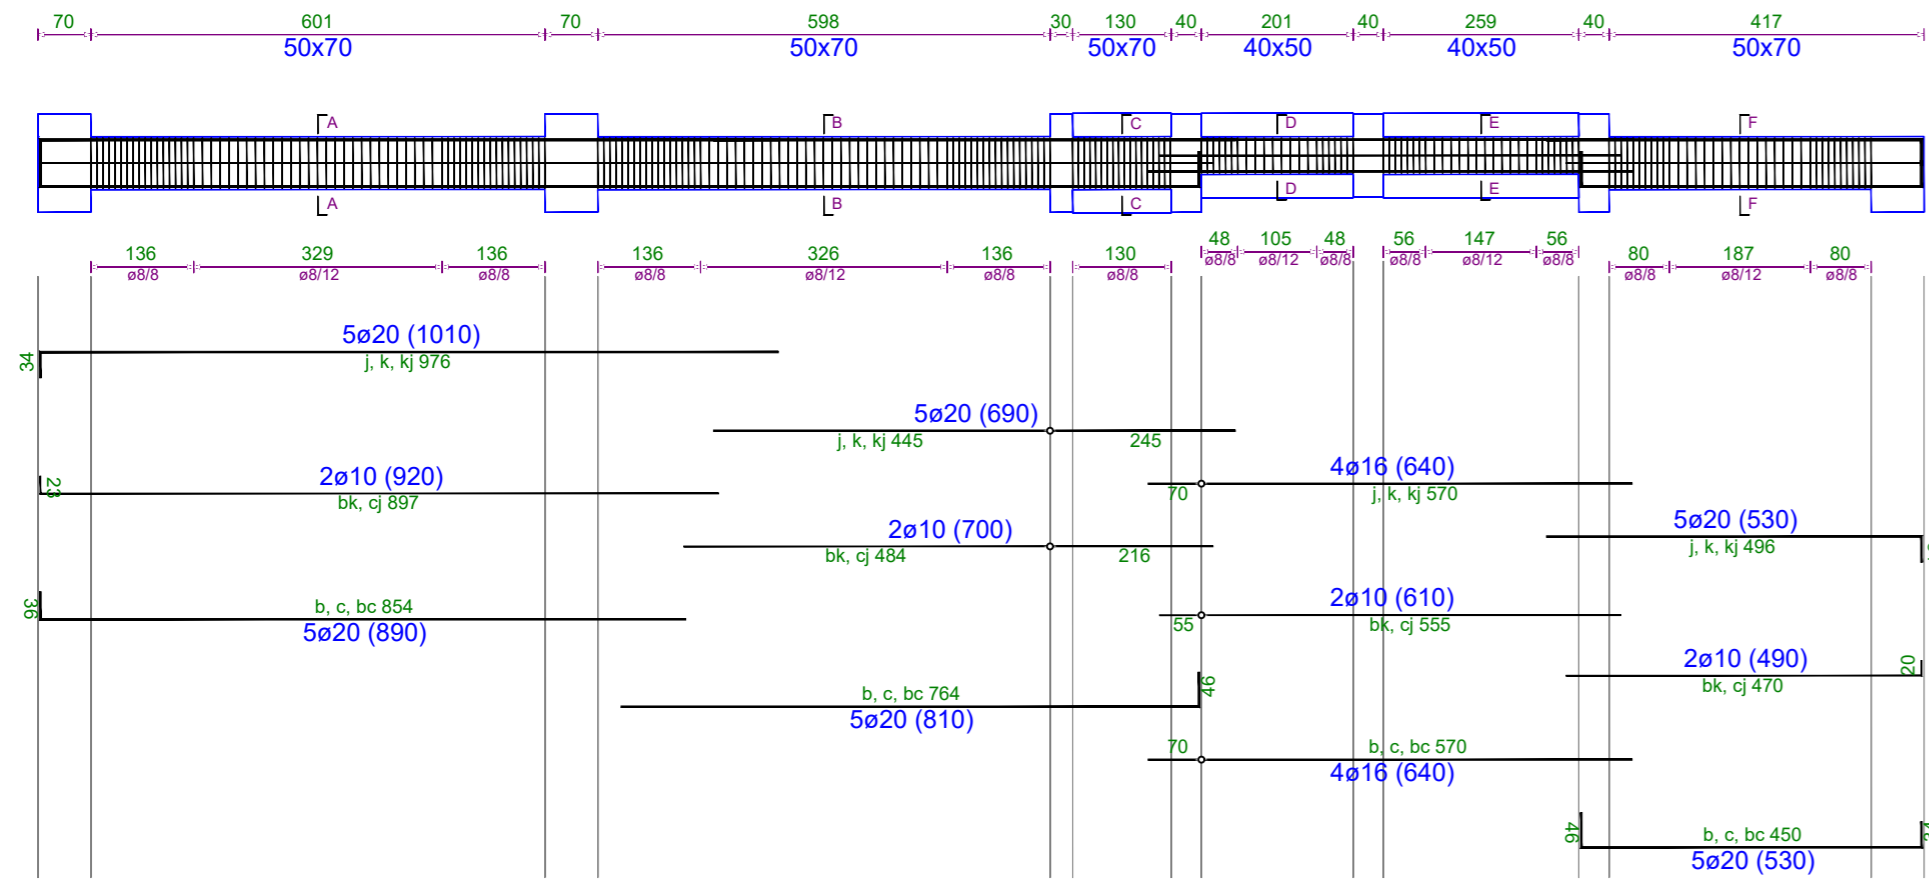 70 601 70 598 30 130 40 201 40 259 40 417
50x70 50x70 50x70 40x50 40x50 50x70
A B C D E F
A B C D E F
136 329 136 136 326 136 130 48 105 48 56 147 56 80 187 80
ø8/8 ø8/12 ø8/8 ø8/8 ø8/12 ø8/8 ø8/8 ø8/8 ø8/12 ø8/8 ø8/8 ø8/12 ø8/8 ø8/8 ø8/12 ø8/8
5ø20 (1010)
34 j, k, kj 976
5ø20 (690)
j, k, kj 445 245
4ø16 (640)
70 j, k, kj 570
2ø10 (920)
23 bk, cj 897
5ø20 (530)
j, k, kj 496
2ø10 (700)
bk, cj 484 216
2ø10 (610)
55 bk, cj 555
36 b, c, bc 854
5ø20 (890)
2ø10 (490) 20
bk, cj 470
b, c, bc 764 46
5ø20 (810)
70 b, c, bc 570
4ø16 (640)
46 b, c, bc 450
5ø20 (530)